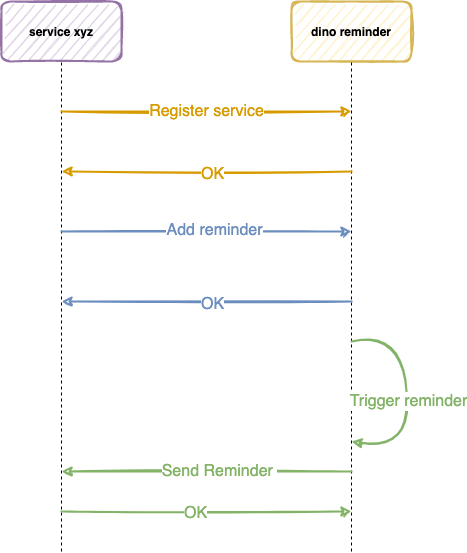 service xyz
dino reminder
Register service
OK
Add reminder
OK
Trigger reminder
Send Reminder
OK